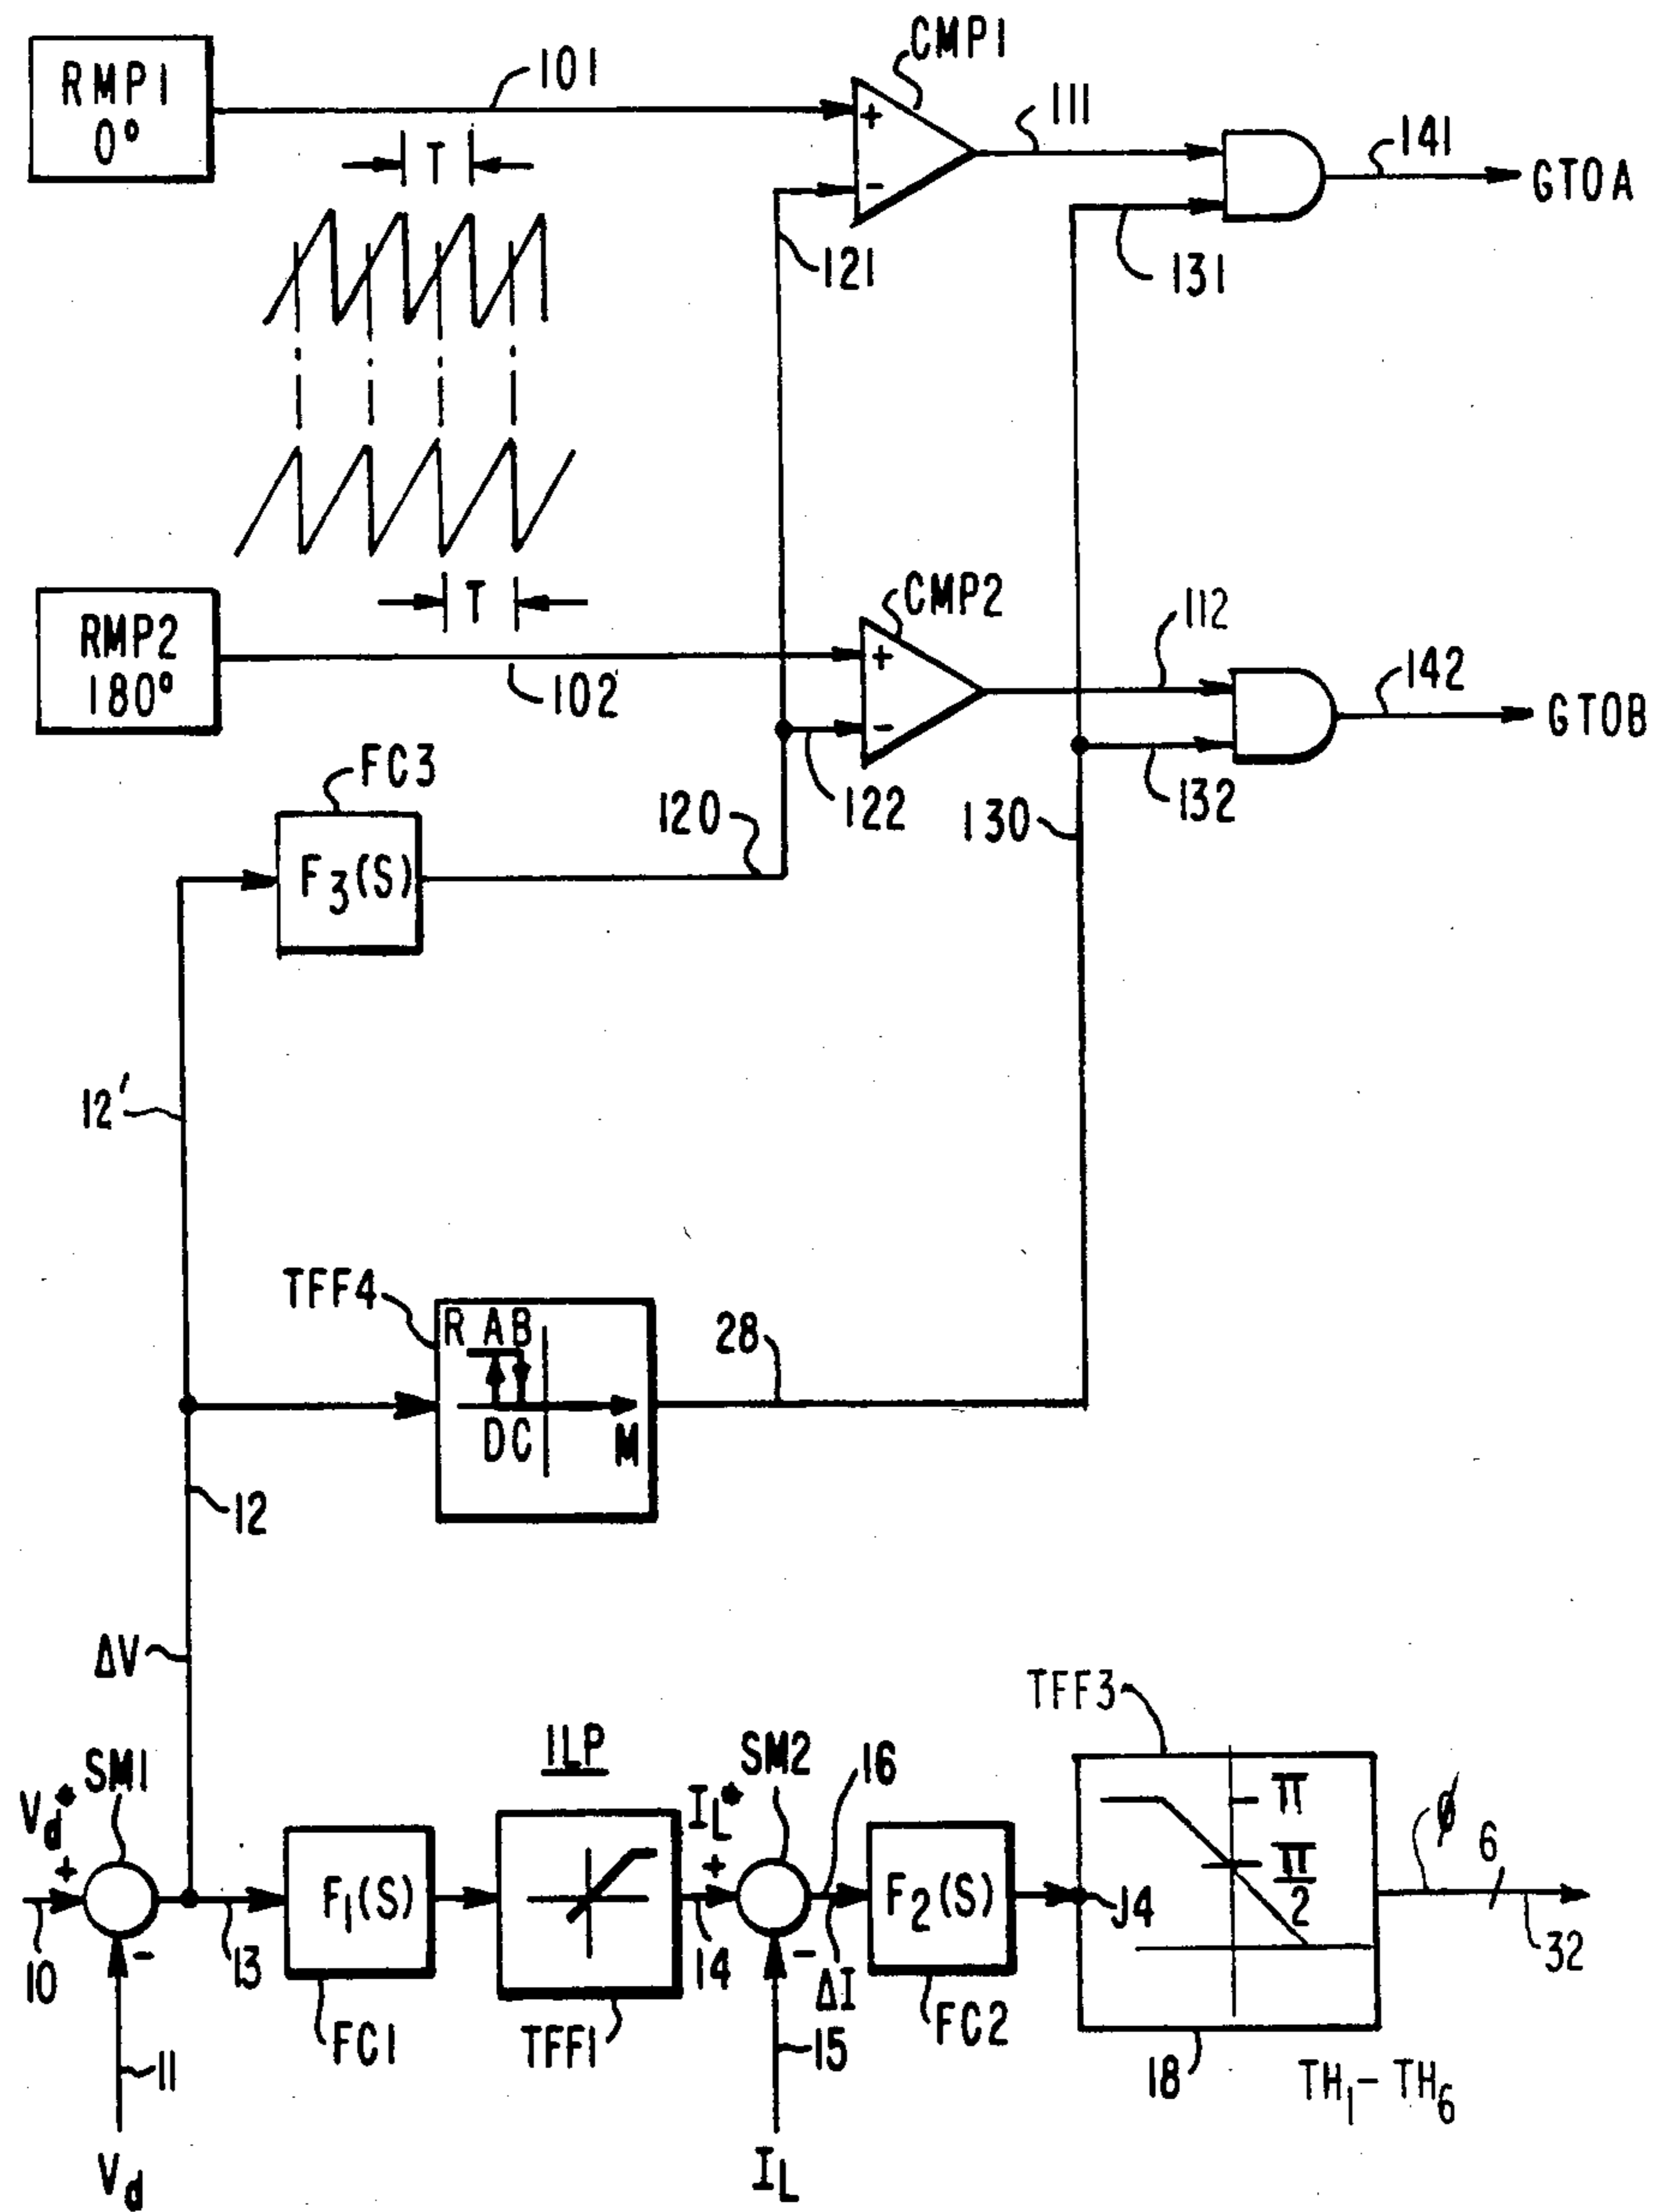 RMP1
0°
101
CMP1
111
141
GTOA
T
121
131
T
CMP2
112
RMP2
180°
102
142
GTOB
122
132
FC3
120
130
F3(S)
12'
TFF4
R A B
28
D C
M
12
ΔV
TFF3
ILP
SM2
16
SM1
Vd*
IL*
π
ø
6
+
+
F1(S)
F2(S)
J4
π/2
10
-
13
14
-
ΔI
32
FC1
TFF1
15
FC2
11
18
TH1-TH6
Vd
IL
+
-
+
-